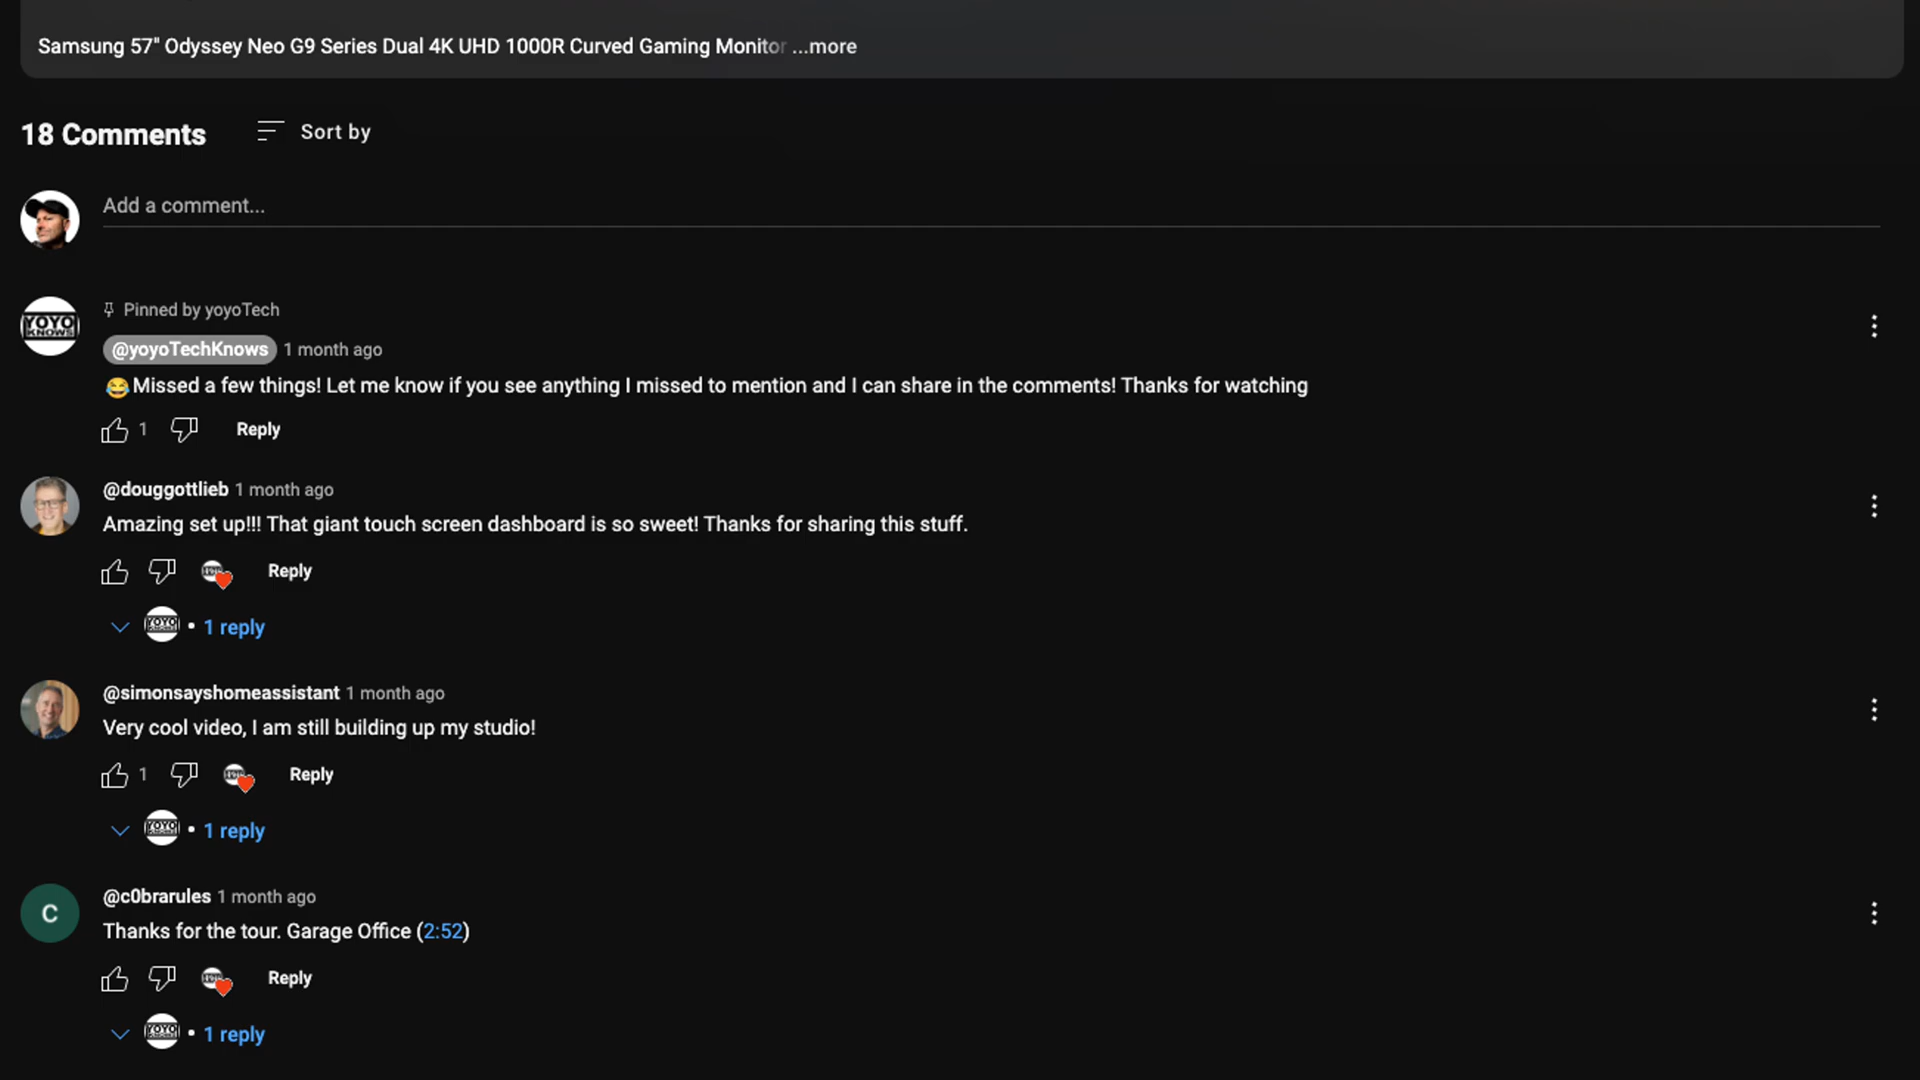 Samsung 57" Odyssey Neo G9 Series Dual 4K UHD 1000R Curved Gaming Monitor ...more
18 Comments
Sort by
Add a comment...
YOYO
KNOWS
Pinned by yoyoTech
@yoyoTechKnows 1 month ago
😂Missed a few things! Let me know if you see anything I missed to mention and I can share in the comments! Thanks for watching
1
Reply
@douggottlieb 1 month ago
Amazing set up!!! That giant touch screen dashboard is so sweet! Thanks for sharing this stuff.
Reply
YOYO
• 1 reply
@simonsayshomeassistant 1 month ago
Very cool video, I am still building up my studio!
1
Reply
YOYO
• 1 reply
C
@c0brarules 1 month ago
Thanks for the tour. Garage Office (2:52)
Reply
YOYO
• 1 reply